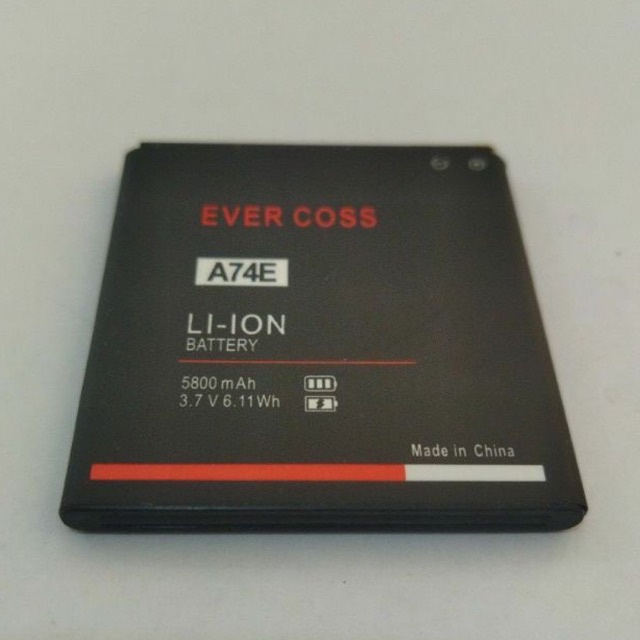 EVER COSS
A74E
LI-ION
BATTERY
5800 mAh
3.7 V 6.11Wh
Made in China